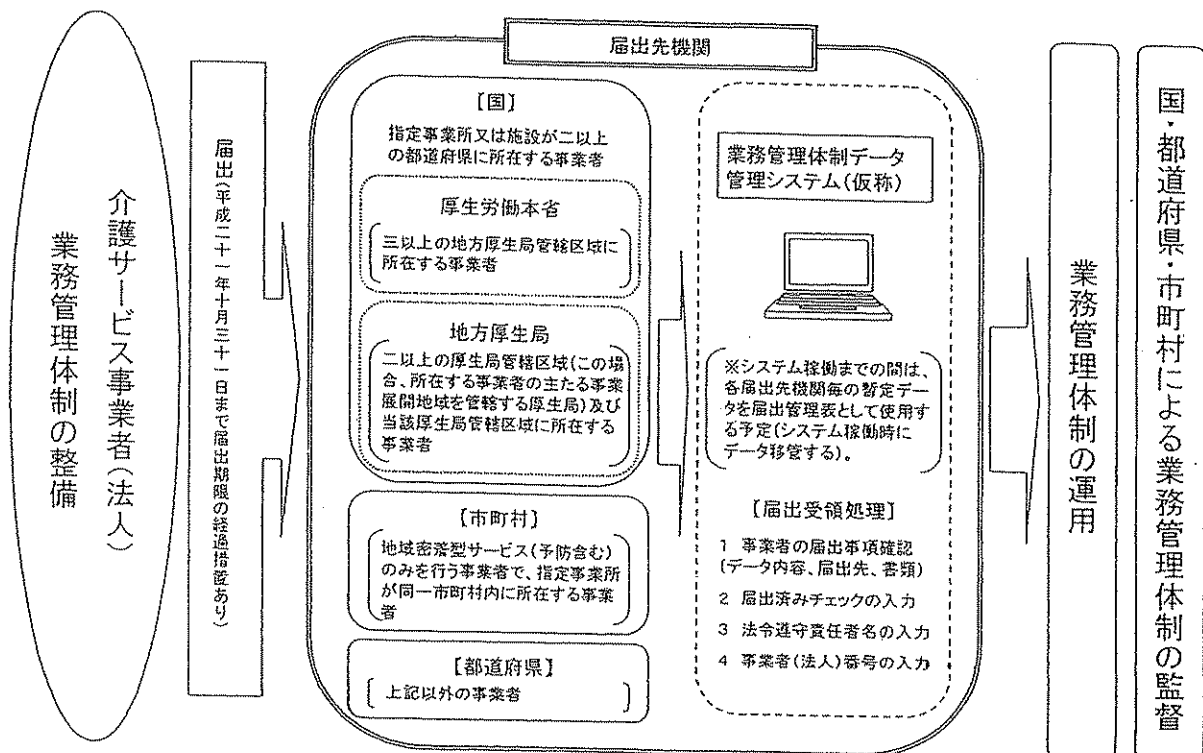 介護サービス事業者(法人)
業務管理体制の整備
届出(平成二十一年十月三十一日まで届出期限の経過措置あり)
届出先機関
【国】
指定事業所又は施設が二以上
の都道府県に所在する事業者
厚生労働本省
三以上の地方厚生局管轄区域に
所在する事業者
地方厚生局
二以上の厚生局管轄区域(この場
合、所在する事業者の主たる事業
展開地域を管轄する厚生局)及び
当該厚生局管轄区域に所在する
事業者
【市町村】
地域密着型サービス(予防含む)
のみを行う事業者で、指定事業所
が同一市町村内に所在する事業
者
【都道府県】
上記以外の事業者
業務管理体制データ
管理システム(仮称)
※システム稼働までの間は、
各届出先機関毎の暫定デー
タを届出管理表として使用す
る予定(システム稼働時に
データ移管する)。
【届出受領処理】
1 事業者の届出事項確認
(データ内容、届出先、書類)
2 届出済みチェックの入力
3 法令遵守責任者名の入力
4 事業者(法人)番号の入力
業務管理体制の運用
国・都道府県・市町村による業務管理体制の監督